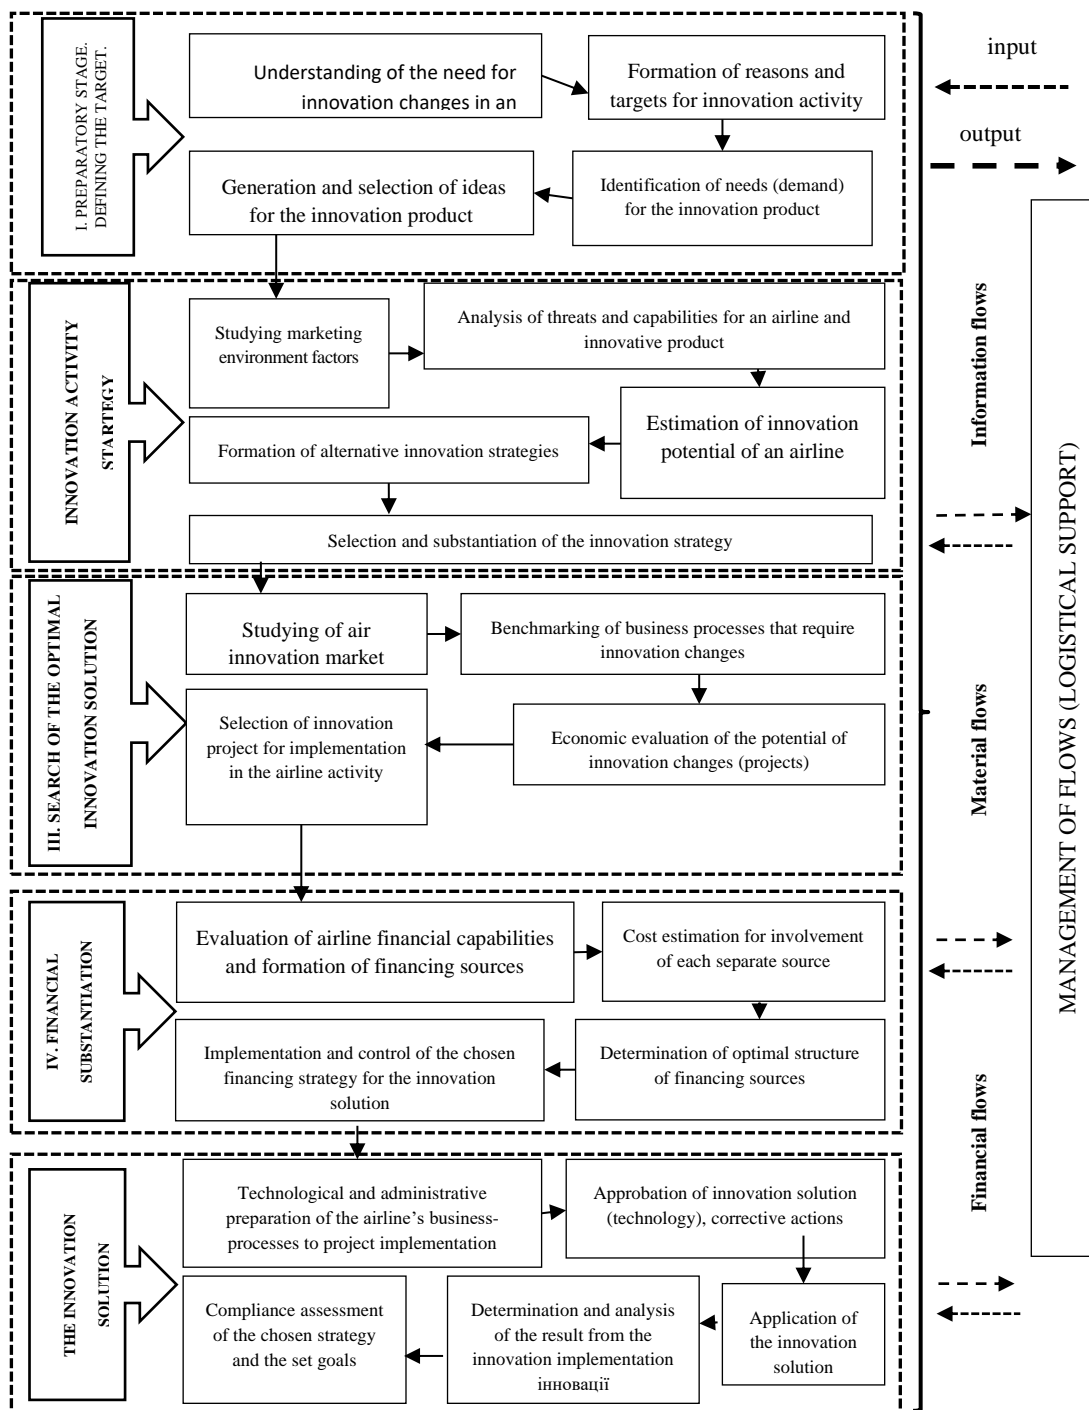 I. PREPARATORY STAGE.
DEFINING THE TARGET.
Understanding of the need for
innovation changes in an
Formation of reasons and
targets for innovation activity
Generation and selection of ideas
for the innovation product
Identification of needs (demand)
for the innovation product
input
output
INNOVATION ACTIVITY
STARTEGY
Studying marketing
environment factors
Analysis of threats and capabilities for an airline and
innovative product
Formation of alternative innovation strategies
Estimation of innovation
potential of an airline
Selection and substantiation of the innovation strategy
Information flows
III. SEARCH OF THE OPTIMAL
INNOVATION SOLUTION
Studying of air
innovation market
Benchmarking of business processes that require
innovation changes
Selection of innovation
project for implementation
in the airline activity
Economic evaluation of the potential of
innovation changes (projects)
Material flows
MANAGEMENT OF FLOWS (LOGISTICAL SUPPORT)
IV. FINANCIAL
SUBSTANTIATION
Evaluation of airline financial capabilities
and formation of financing sources
Cost estimation for involvement
of each separate source
Implementation and control of the chosen
financing strategy for the innovation
solution
Determination of optimal structure
of financing sources
Financial flows
THE INNOVATION
SOLUTION
Technological and administrative
preparation of the airline’s business-
processes to project implementation
Approbation of innovation solution
(technology), corrective actions
Compliance assessment
of the chosen strategy
and the set goals
Determination and analysis
of the result from the
innovation implementation
інновації
Application of
the innovation
solution